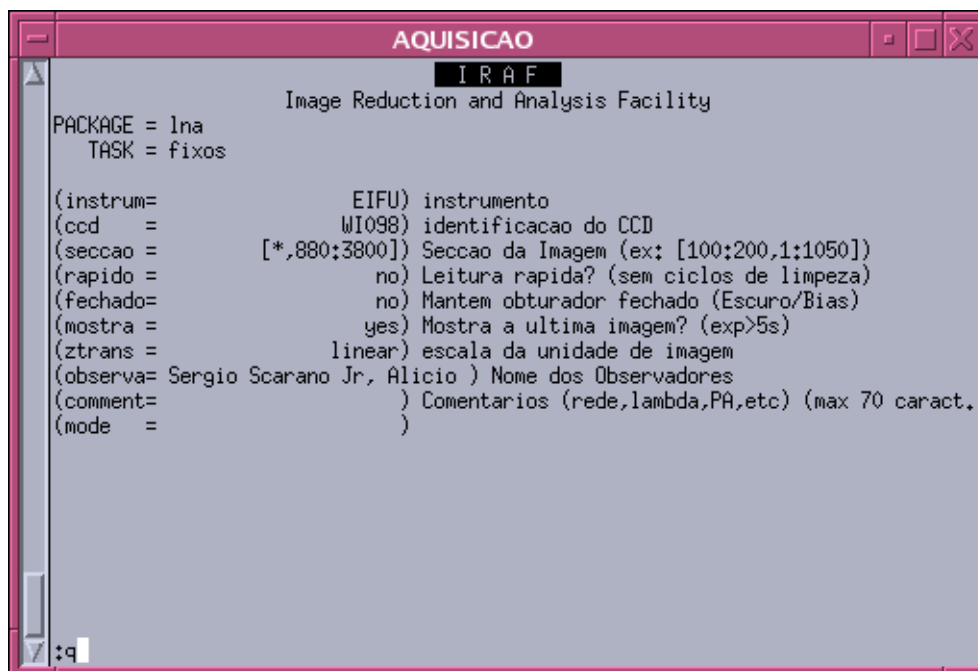 AQUISICAO
I R A F
Image Reduction and Analysis Facility
PACKAGE = lna
TASK = fixos
(instrum= EIFU) instrumento
(ccd = WI098) identificacao do CCD
(seccao = [*,880:3800]) Seccao da Imagem (ex: [100:200,1:1050])
(rapido = no) Leitura rapida? (sem ciclos de limpeza)
(fechado= no) Mantem obturador fechado (Escuro/Bias)
(mostra = yes) Mostra a ultima imagem? (exp>5s)
(ztrans = linear) escala da unidade de imagem
(observa= Sergio Scarano Jr, Alicio ) Nome dos Observadores
(comment= ) Comentarios (rede,lambda,PA,etc) (max 70 caract.
(mode = )
:q